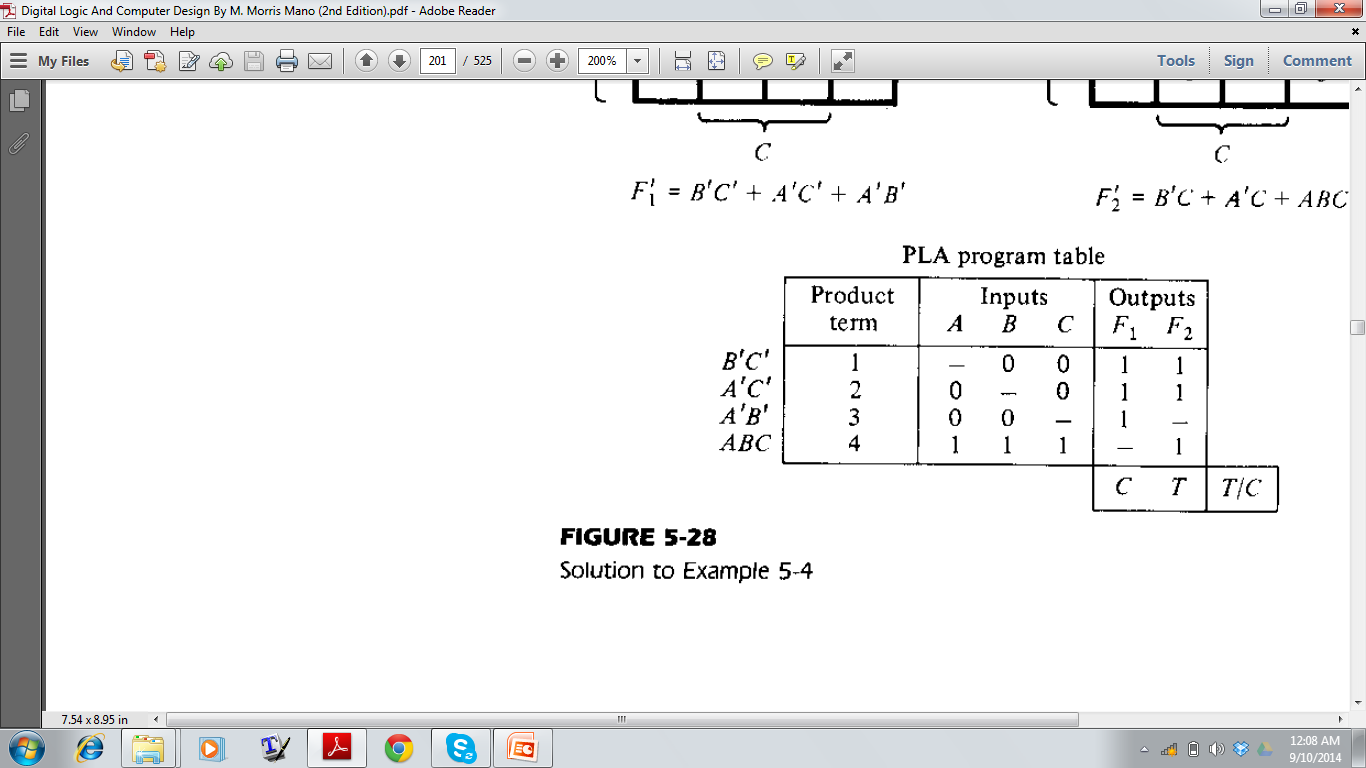 Digital Logic And Computer Design By M. Morris Mano (2nd Edition).pdf - Adobe Reader
File Edit View Window Help
My Files 201 / 525 200% Tools Sign Comment
C C
F₁′ = B′C′ + A′C′ + A′B′ F₂′ = B′C + A′C + ABC
PLA program table
Product Inputs Outputs
term A B C F₁ F₂
B′C′ 1 – 0 0 1 1
A′C′ 2 0 – 0 1 1
A′B′ 3 0 0 – 1 –
ABC 4 1 1 1 – 1
C T T/C
FIGURE 5-28
Solution to Example 5-4
7.54 x 8.95 in
12:08 AM
9/10/2014